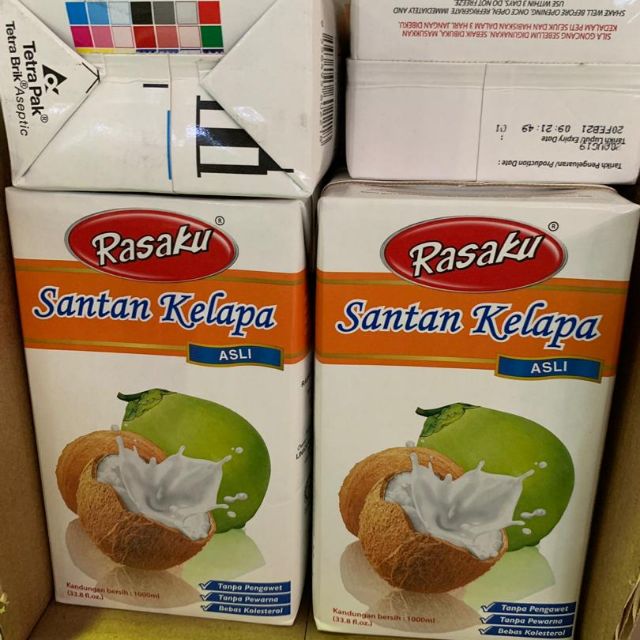 Tetra Pak®
Tetra Brik® Aseptic
SHAKE WELL BEFORE OPENING. ONCE OPEN, REFRIGERATE IMMEDIATELY AND
USE WITHIN 3 DAYS. DO NOT FREEZE.
SILA GONCANG SEBELUM DIBUKA. SEBAIK DIBUKA, MASUKKAN
KEDALAM PETI SEJUK DAN HABISKAN DALAM 3 HARI. JANGAN DIBEKU.
Tarikh Pengeluaran/ Production Date :
Tarikh Luput/ Expiry Date :
20FEB21 09:21:49
Rasaku®
Santan Kelapa
ASLI
Kandungan bersih : 1000ml
(33.8 fl.oz.)
Tanpa Pengawet
Tanpa Pewarna
Bebas Kolesterol
Rasaku®
Santan Kelapa
ASLI
Kandungan bersih : 1000ml
(33.8 fl.oz.)
Tanpa Pengawet
Tanpa Pewarna
Bebas Kolesterol